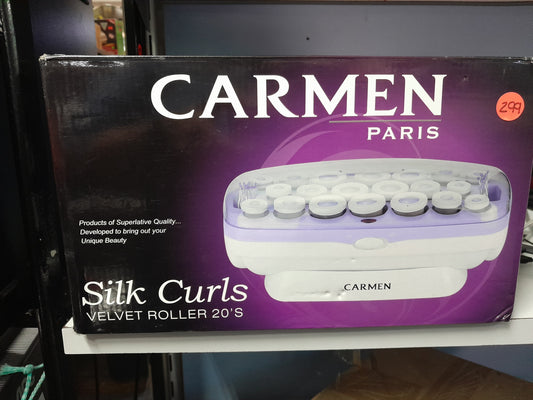 CARMEN
PARIS
299
Products of Superlative Quality...
Developed to bring out your
Unique Beauty
CARMEN
Silk Curls
VELVET ROLLER 20'S